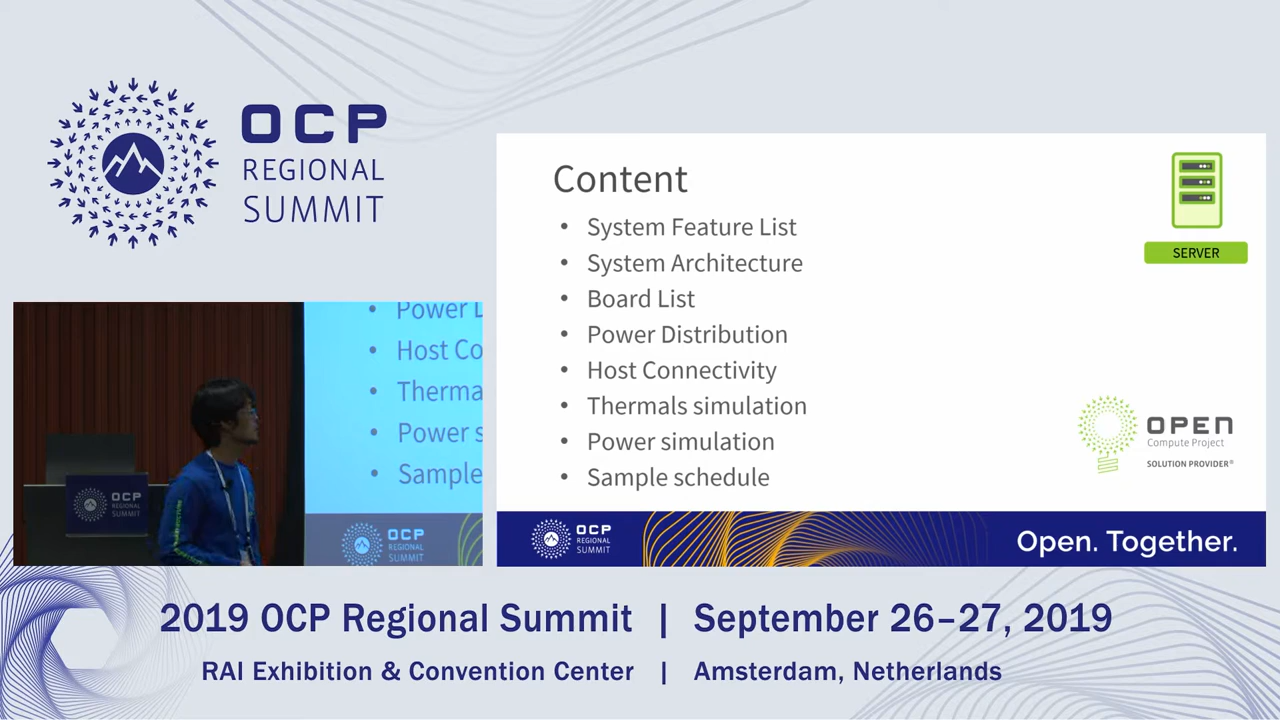 OCP
REGIONAL
SUMMIT
Content
• System Feature List
• System Architecture
• Board List
• Power Distribution
• Host Connectivity
• Thermals simulation
• Power simulation
• Sample schedule
SERVER
OPEN
Compute Project
SOLUTION PROVIDER®
OCP
REGIONAL
SUMMIT
Open. Together.
• Power
• Host Co
• Therma
• Power s
• Sample
OCP
REGIONAL
SUMMIT
OCP
REGIONAL
SUMMIT
2019 OCP Regional Summit | September 26–27, 2019
RAI Exhibition & Convention Center | Amsterdam, Netherlands